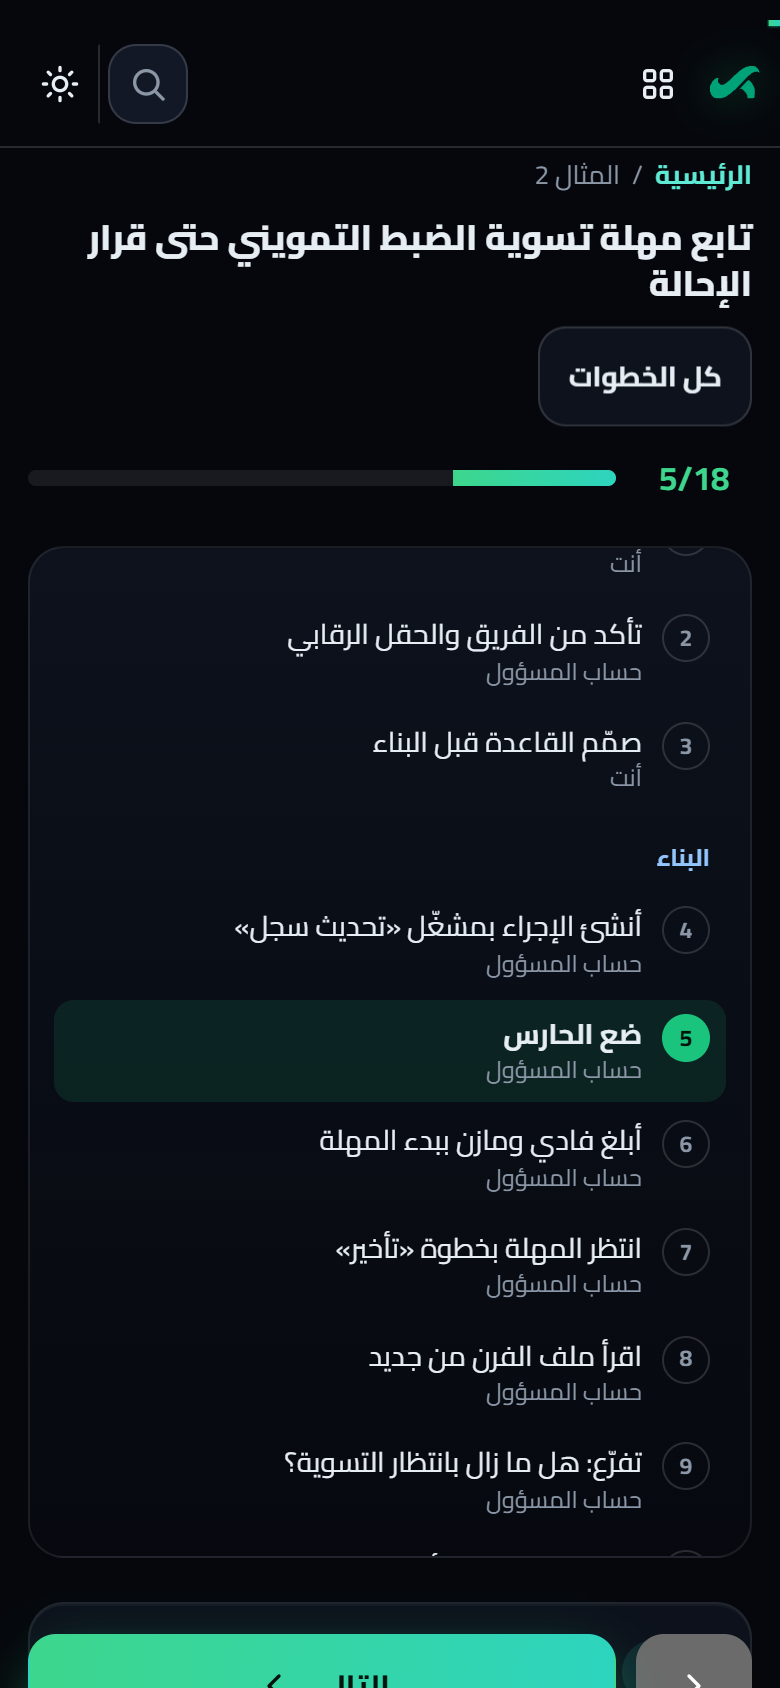 الرئيسية / المثال 2
تابع مهلة تسوية الضبط التمويني حتى قرار
الإحالة
كل الخطوات
5/18
أنت
2 تأكد من الفريق والحقل الرقابي
حساب المسؤول
3 صمّم القاعدة قبل البناء
أنت
البناء
4 أنشئ الإجراء بمشغّل «تحديث سجل»
حساب المسؤول
5 ضع الحارس
حساب المسؤول
6 أبلغ فادي ومازن ببدء المهلة
حساب المسؤول
7 انتظر المهلة بخطوة «تأخير»
حساب المسؤول
8 اقرأ ملف الفرن من جديد
حساب المسؤول
9 تفرّع: هل ما زال بانتظار التسوية؟
حساب المسؤول